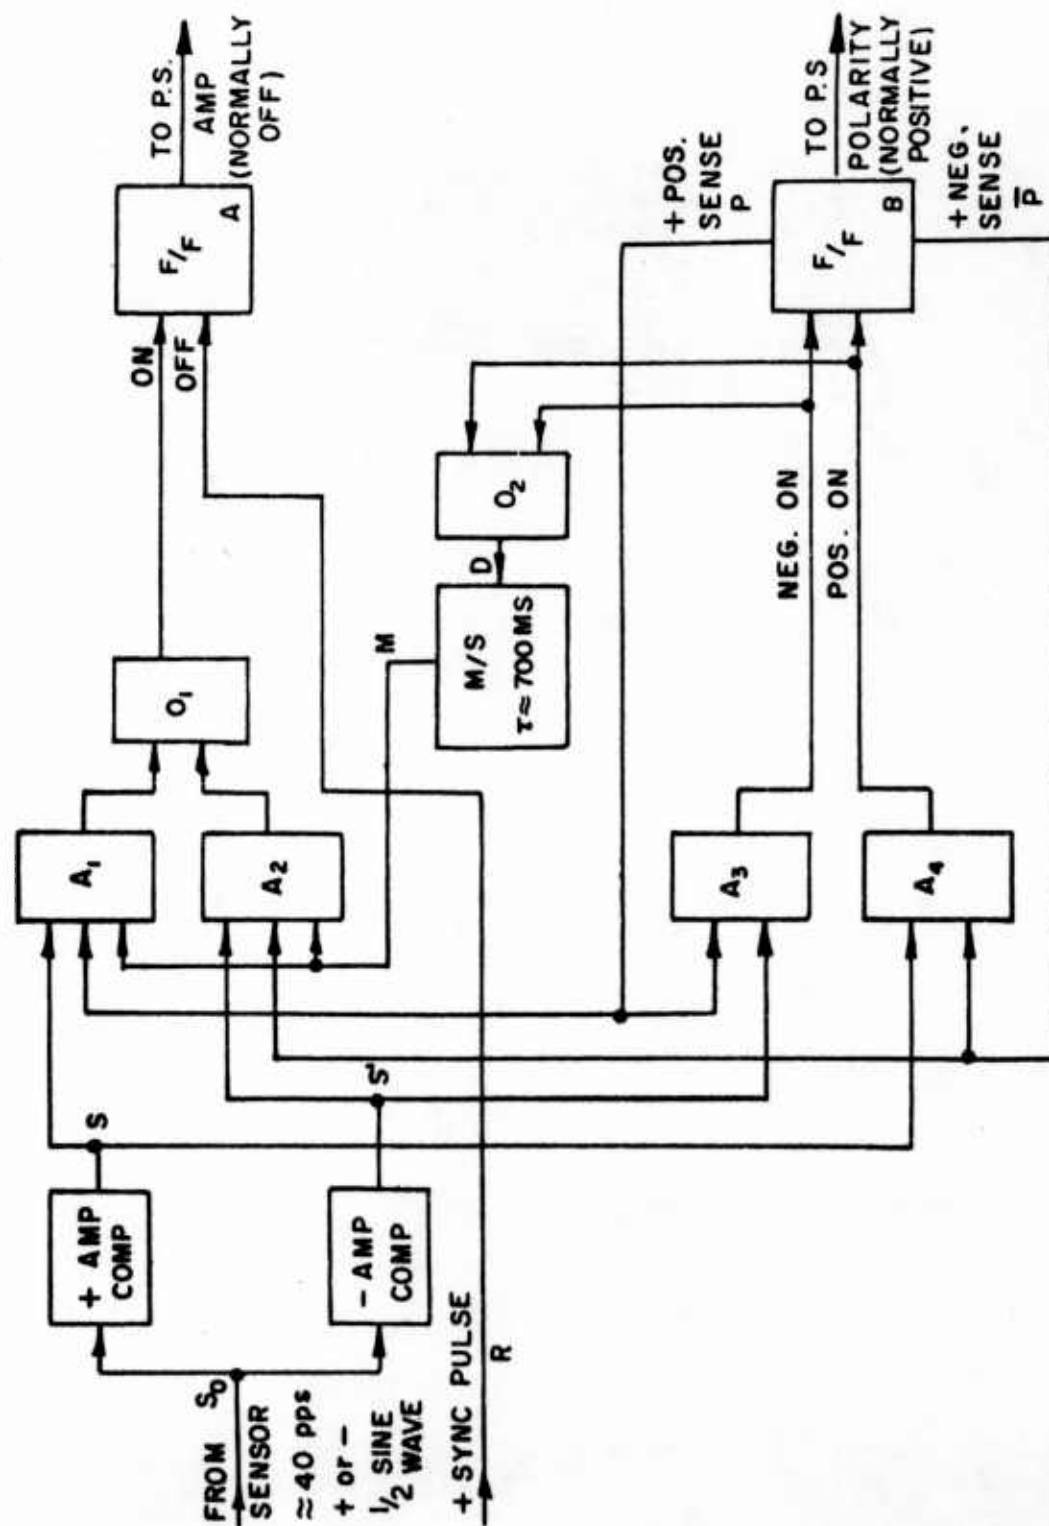 FROM S₀
SENSOR
≈40 pps
+ or −
1/2 SINE
WAVE
+ SYNC PULSE
R
+ AMP
COMP
− AMP
COMP
S
S̄
A₁
A₂
A₃
A₄
O₁
M
M/S
τ≈700MS
D
O₂
NEG. ON
POS. ON
ON
OFF
F/F
A
TO P.S.
AMP
(NORMALLY
OFF)
+ POS.
SENSE
P
F/F
B
TO P.S
POLARITY
(NORMALLY
POSITIVE)
+ NEG.
SENSE
P̄